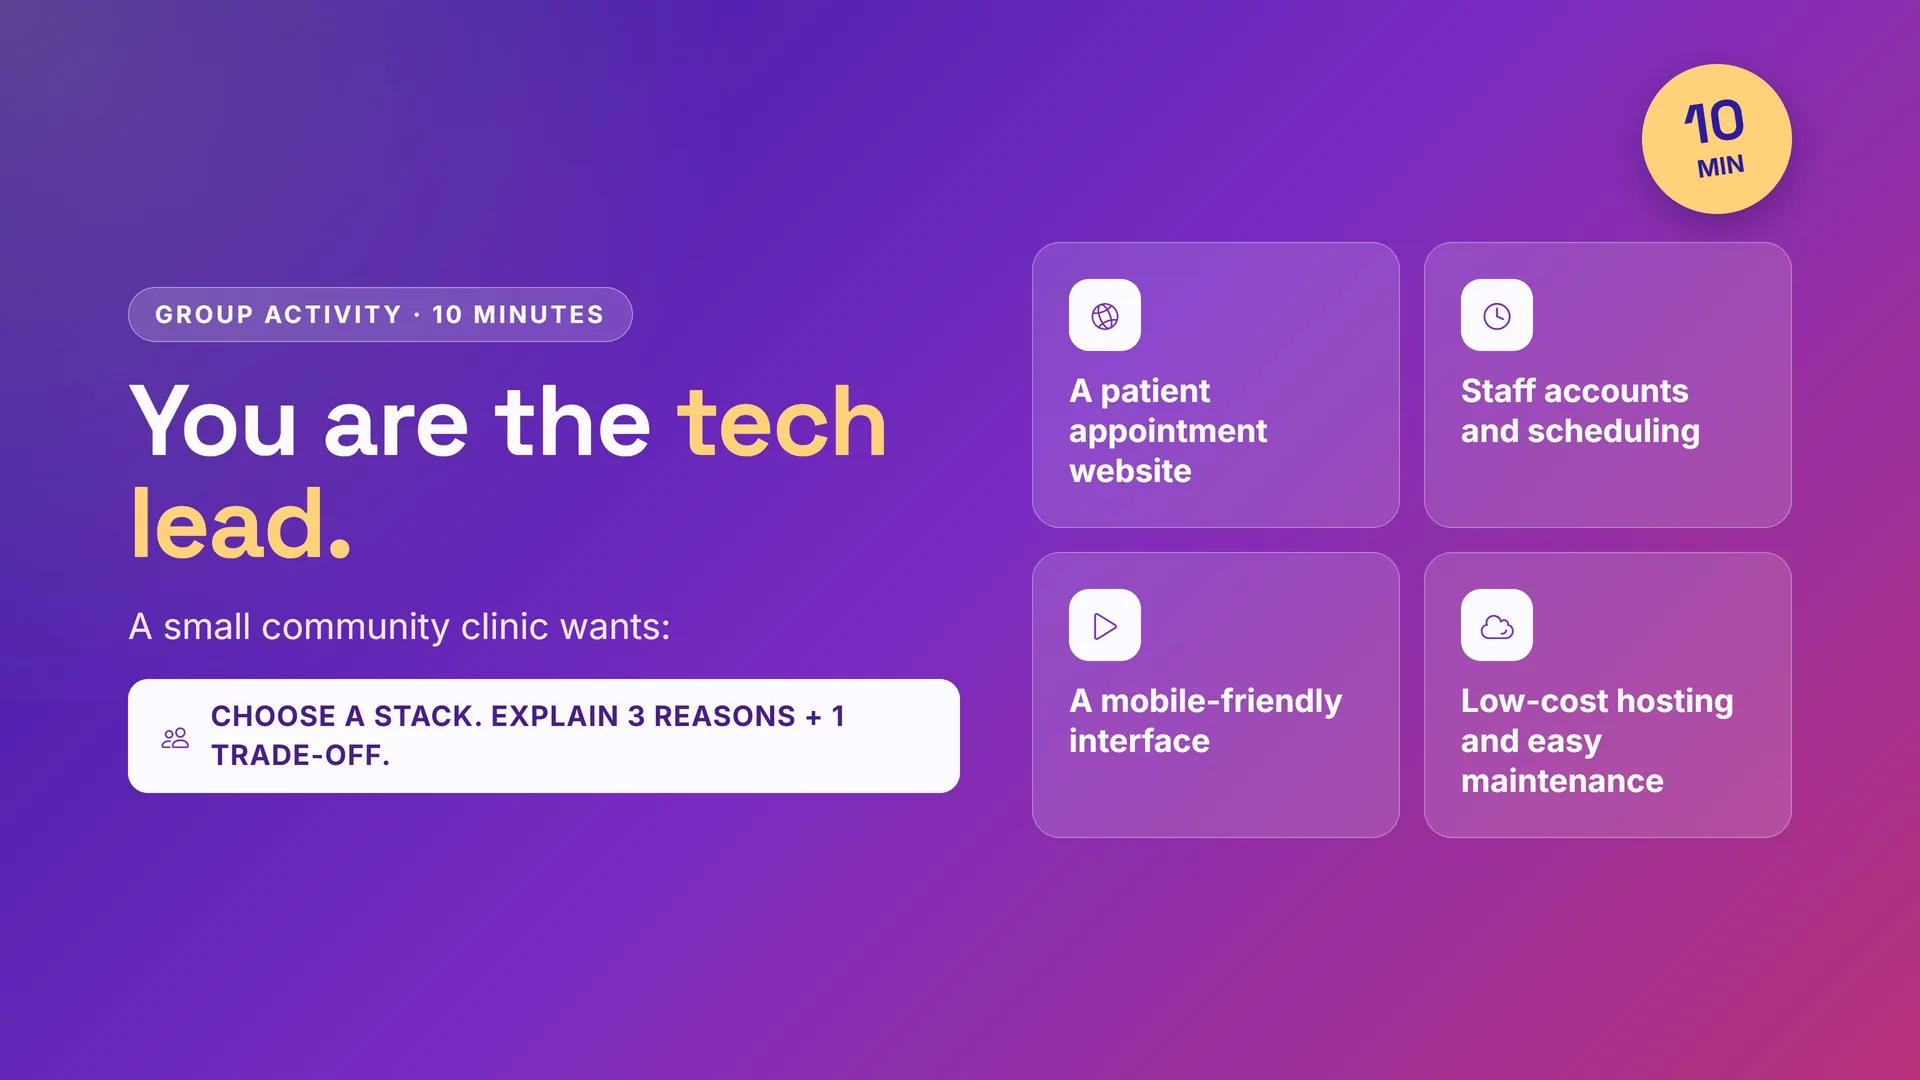 10
MIN
GROUP ACTIVITY · 10 MINUTES
You are the tech
lead.
A small community clinic wants:
CHOOSE A STACK. EXPLAIN 3 REASONS + 1
TRADE-OFF.
A patient
appointment
website
Staff accounts
and scheduling
A mobile-friendly
interface
Low-cost hosting
and easy
maintenance